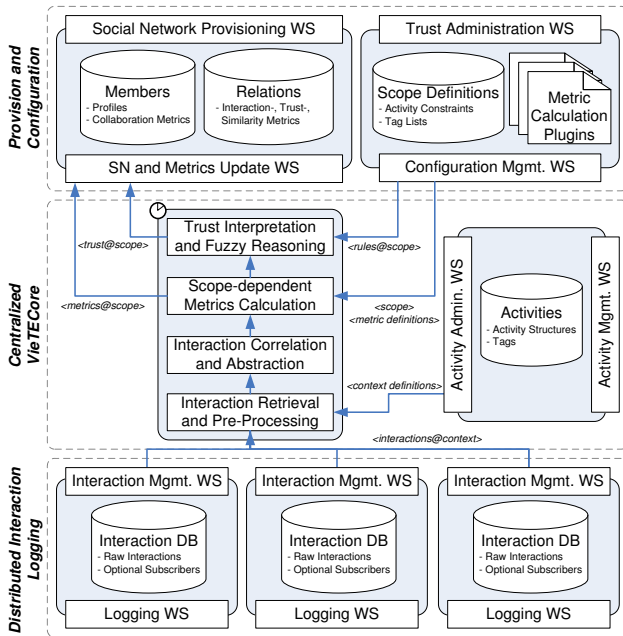 Provision and
Configuration
Social Network Provisioning WS
Members
- Profiles
- Collaboration Metrics
Relations
- Interaction-, Trust-,
Similarity Metrics
SN and Metrics Update WS
Trust Administration WS
Scope Definitions
- Activity Constraints
- Tag Lists
Metric
Calculation
Plugins
Configuration Mgmt. WS
Centralized
VieTECore
Trust Interpretation
and Fuzzy Reasoning
<trust@scope>
<rules@scope>
Scope-dependent
Metrics Calculation
<metrics@scope>
<scope>
<metric definitions>
Interaction Correlation
and Abstraction
Interaction Retrieval
and Pre-Processing
<context definitions>
Activity Admin. WS
Activities
- Activity Structures
- Tags
Activity Mgmt. WS
<interactions@context>
Distributed Interaction
Logging
Interaction Mgmt. WS
Interaction DB
- Raw Interactions
- Optional Subscribers
Logging WS
Interaction Mgmt. WS
Interaction DB
- Raw Interactions
- Optional Subscribers
Logging WS
Interaction Mgmt. WS
Interaction DB
- Raw Interactions
- Optional Subscribers
Logging WS